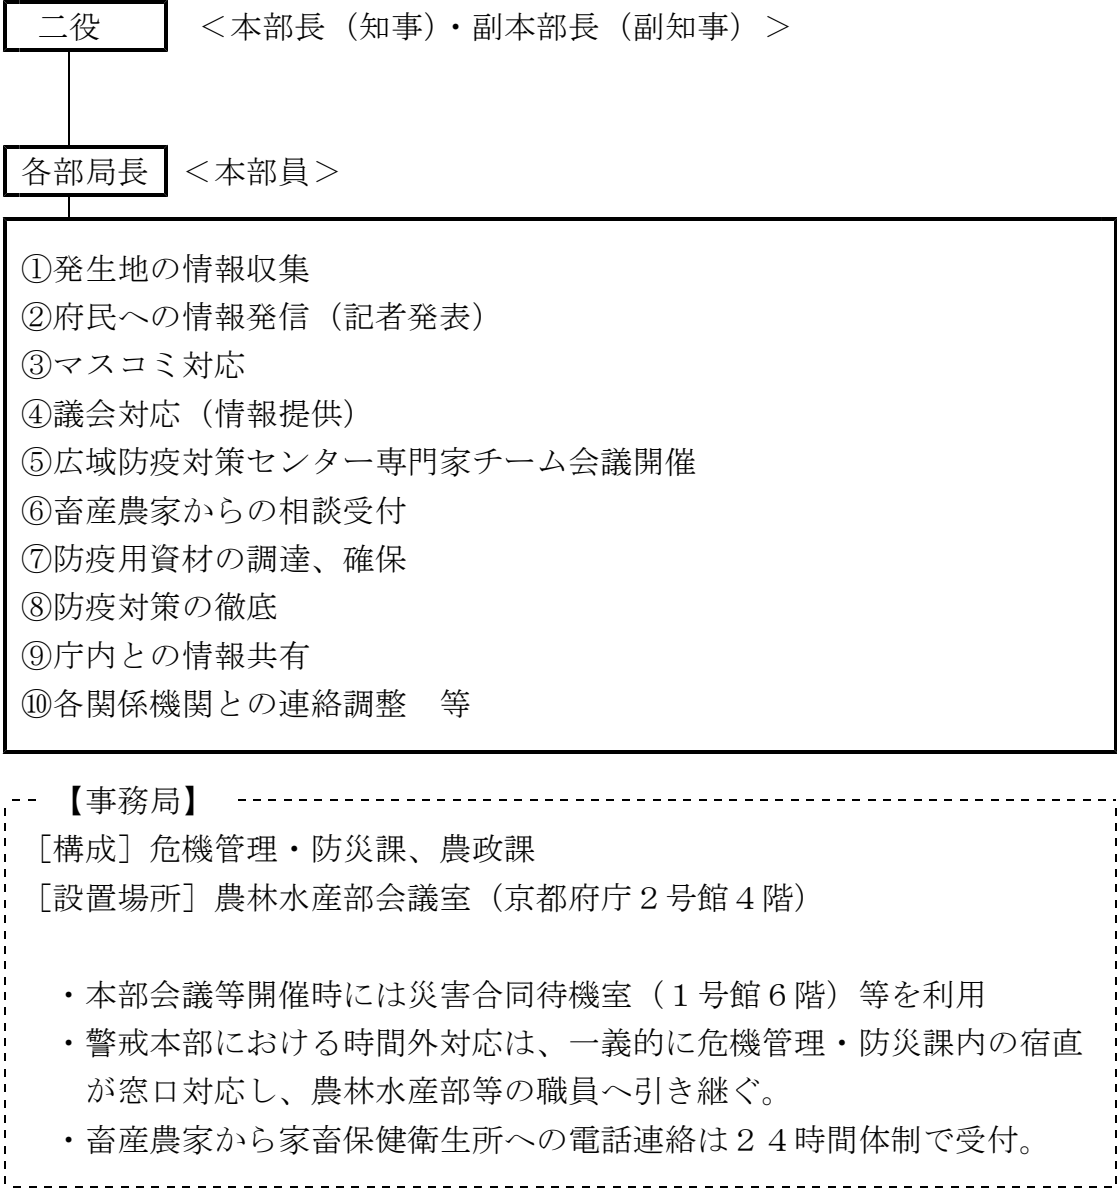 二役　＜本部長（知事）・副本部長（副知事）＞
各部局長　＜本部員＞
①発生地の情報収集
②府民への情報発信（記者発表）
③マスコミ対応
④議会対応（情報提供）
⑤広域防疫対策センター専門家チーム会議開催
⑥畜産農家からの相談受付
⑦防疫用資材の調達、確保
⑧防疫対策の徹底
⑨庁内との情報共有
⑩各関係機関との連絡調整　等
【事務局】
［構成］危機管理・防災課、農政課
［設置場所］農林水産部会議室（京都府庁２号館４階）
・本部会議等開催時には災害合同待機室（１号館６階）等を利用
・警戒本部における時間外対応は、一義的に危機管理・防災課内の宿直
が窓口対応し、農林水産部等の職員へ引き継ぐ。
・畜産農家から家畜保健衛生所への電話連絡は２４時間体制で受付。